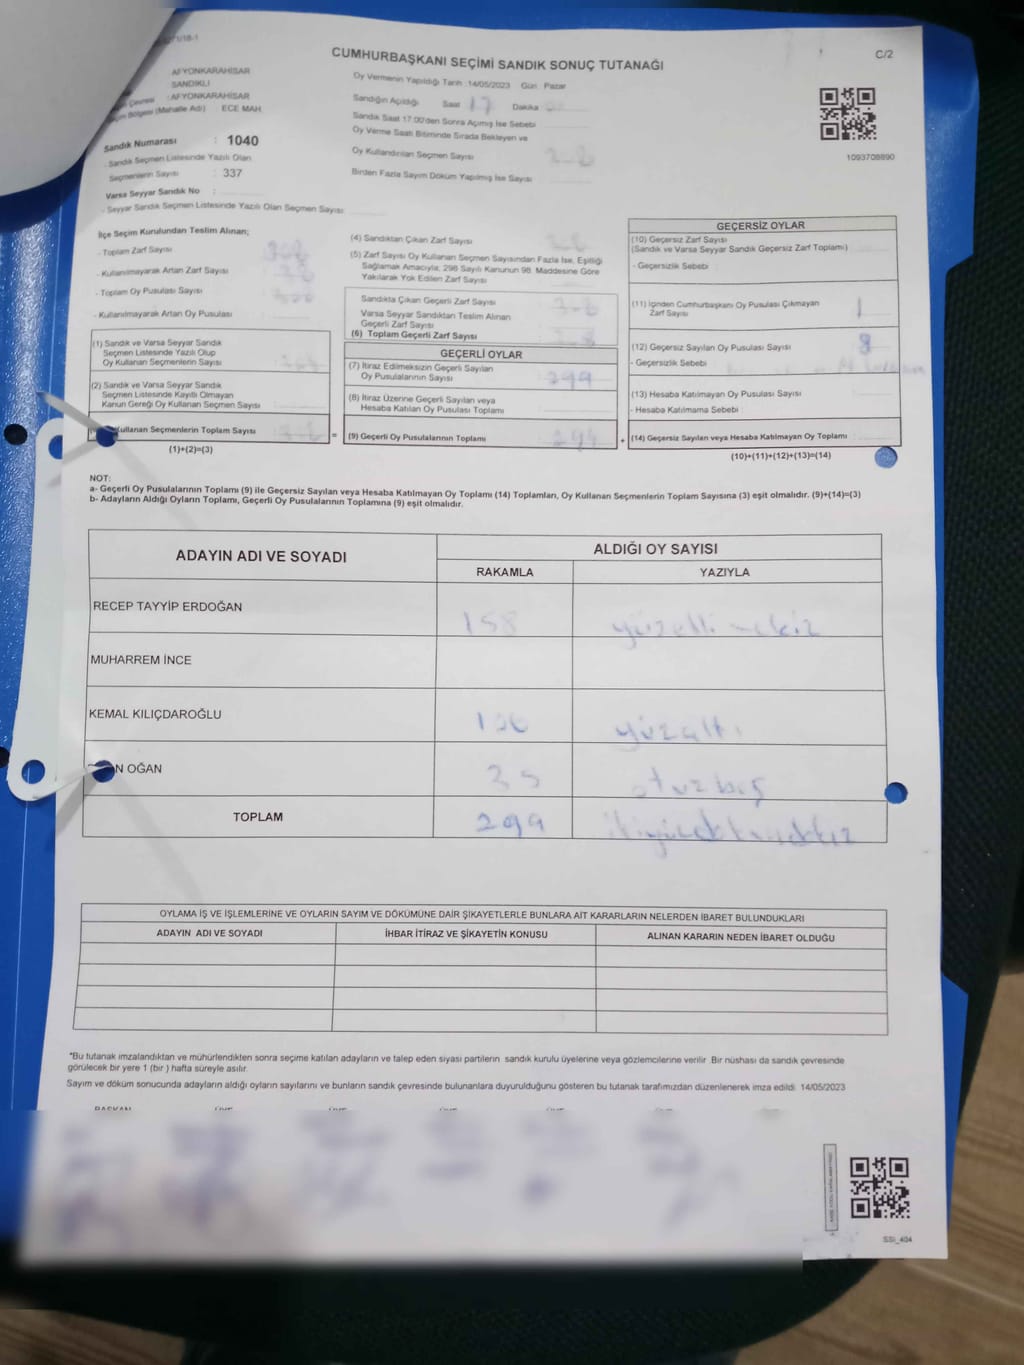 C/2
CUMHURBAŞKANI SEÇİMİ SANDIK SONUÇ TUTANAĞI
AFYONKARAHİSAR
SANDIKLI
: AFYONKARAHİSAR
Bölgesi (Mahalle Adı) ECE MAH.
Sandık Numarası : 1040
- Sandık Seçmen Listesinde Yazılı Olan
Seçmenlerin Sayısı : 337
Varsa Seyyar Sandık No :
- Seyyar Sandık Seçmen Listesinde Yazılı Olan Seçmen Sayısı:
Oy Vermenin Yapıldığı Tarih 14/05/2023 Gün Pazar
Sandığın Açıldığı Saat 17 Dakika
Sandık Saat 17:00'den Sonra Açımış İse Sebebi
Oy Verme Saati Bitiminde Sırada Bekleyen ve
Oy Kullandırılan Seçmen Sayısı
Birden Fazla Sayım Döküm Yapılmış İse Sayısı
1093708890
İlçe Seçim Kurulundan Teslim Alınan;
- Toplam Zarf Sayısı
- Kullanılmayarak Artan Zarf Sayısı
- Toplam Oy Pusulası Sayısı
- Kullanılmayarak Artan Oy Pusulası
(1) Sandık ve Varsa Seyyar Sandık
Seçmen Listesinde Yazılı Olup
Oy Kullanan Seçmenlerin Sayısı
(2) Sandık ve Varsa Seyyar Sandık
Seçmen Listesinde Kayıtlı Olmayan
Kanun Gereği Oy Kullanan Seçmen Sayısı
Kullanan Seçmenlerin Toplam Sayısı
(1)+(2)=(3)
(4) Sandıktan Çıkan Zarf Sayısı
(5) Zarf Sayısı Oy Kullanan Seçmen Sayısından Fazla İse, Eşitliği
Sağlamak Amacıyla; 298 Sayılı Kanunun 98. Maddesine Göre
Yakılarak Yok Edilen Zarf Sayısı
Sandıkta Çıkan Geçerli Zarf Sayısı
Varsa Seyyar Sandıktan Teslim Alınan
Geçerli Zarf Sayısı
(6) Toplam Geçerli Zarf Sayısı
GEÇERLİ OYLAR
(7) İtiraz Edilmeksizin Geçerli Sayılan
Oy Pusulalarının Sayısı 299
(8) İtiraz Üzerine Geçerli Sayılan veya
Hesaba Katılan Oy Pusulası Toplamı
= (9) Geçerli Oy Pusulalarının Toplamı 299
GEÇERSİZ OYLAR
(10) Geçersiz Zarf Sayısı
(Sandık ve Varsa Seyyar Sandık Geçersiz Zarf Toplamı)
- Geçersizlik Sebebi
(11) İçinden Cumhurbaşkanı Oy Pusulası Çıkmayan
Zarf Sayısı 1
(12) Geçersiz Sayılan Oy Pusulası Sayısı 8
- Geçersizlik Sebebi
(13) Hesaba Katılmayan Oy Pusulası Sayısı
- Hesaba Katılmama Sebebi
+ (14) Geçersiz Sayılan veya Hesaba Katılmayan Oy Toplamı
(10)+(11)+(12)+(13)=(14)
NOT:
a- Geçerli Oy Pusulalarının Toplamı (9) ile Geçersiz Sayılan veya Hesaba Katılmayan Oy Toplamı (14) Toplamları, Oy Kullanan Seçmenlerin Toplam Sayısına (3) eşit olmalıdır. (9)+(14)=(3)
b- Adayların Aldığı Oyların Toplamı, Geçerli Oy Pusulalarının Toplamına (9) eşit olmalıdır.
ADAYIN ADI VE SOYADI ALDIĞI OY SAYISI
RAKAMLA YAZIYLA
RECEP TAYYİP ERDOĞAN 158 yüzelli sekiz
MUHARREM İNCE
KEMAL KILIÇDAROĞLU 106 yüzaltı
N OĞAN 35 otuzbeş
TOPLAM 299
OYLAMA İŞ VE İŞLEMLERİNE VE OYLARIN SAYIM VE DÖKÜMÜNE DAİR ŞİKAYETLERLE BUNLARA AİT KARARLARIN NELERDEN İBARET BULUNDUKLARI
ADAYIN ADI VE SOYADI İHBAR İTİRAZ VE ŞİKAYETİN KONUSU ALINAN KARARIN NEDEN İBARET OLDUĞU
*Bu tutanak imzalandıktan ve mühürlendikten sonra seçime katılan adayların ve talep eden siyasi partilerin sandık kurulu üyelerine veya gözlemcilerine verilir. Bir nüshası da sandık çevresinde
görülecek bir yere 1 (bir ) hafta süreyle asılır.
Sayım ve döküm sonucunda adayların aldığı oyların sayılarını ve bunların sandık çevresinde bulunanlara duyurulduğunu gösteren bu tutanak tarafımızdan düzenlenerek imza edildi. 14/05/2023
BAŞKAN ÜYE ÜYE ÜYE ÜYE ÜYE
SSİ_404